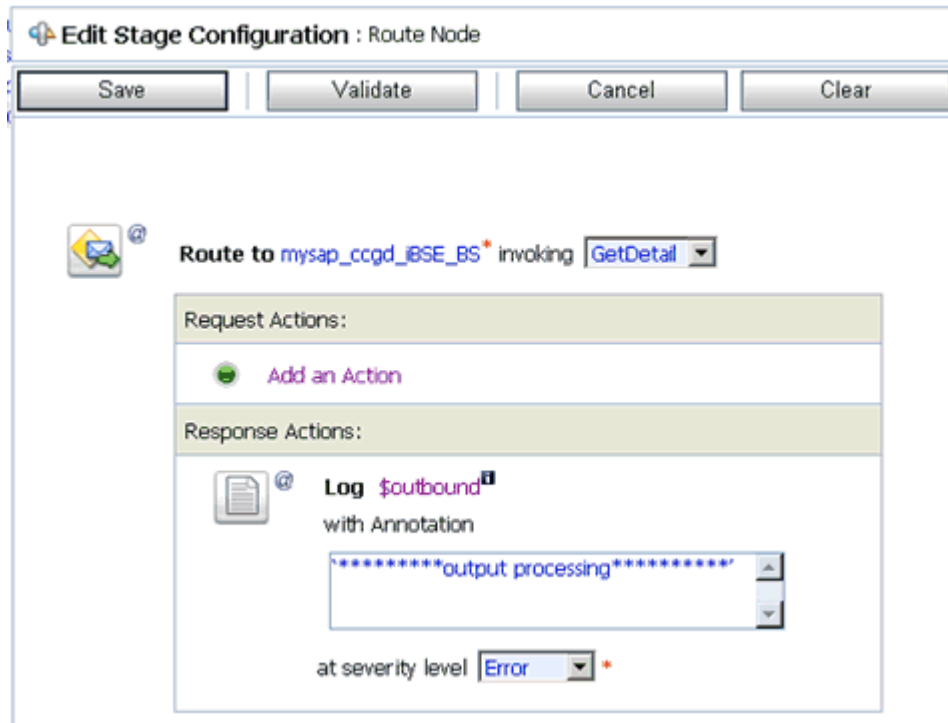 Edit Stage Configuration : Route Node
Save Validate Cancel Clear
@
Route to mysap_ccgd_iBSE_BS* invoking GetDetail
Request Actions:
Add an Action
Response Actions:
@ Log $outbound
with Annotation
'*********output processing**********'
at severity level Error *